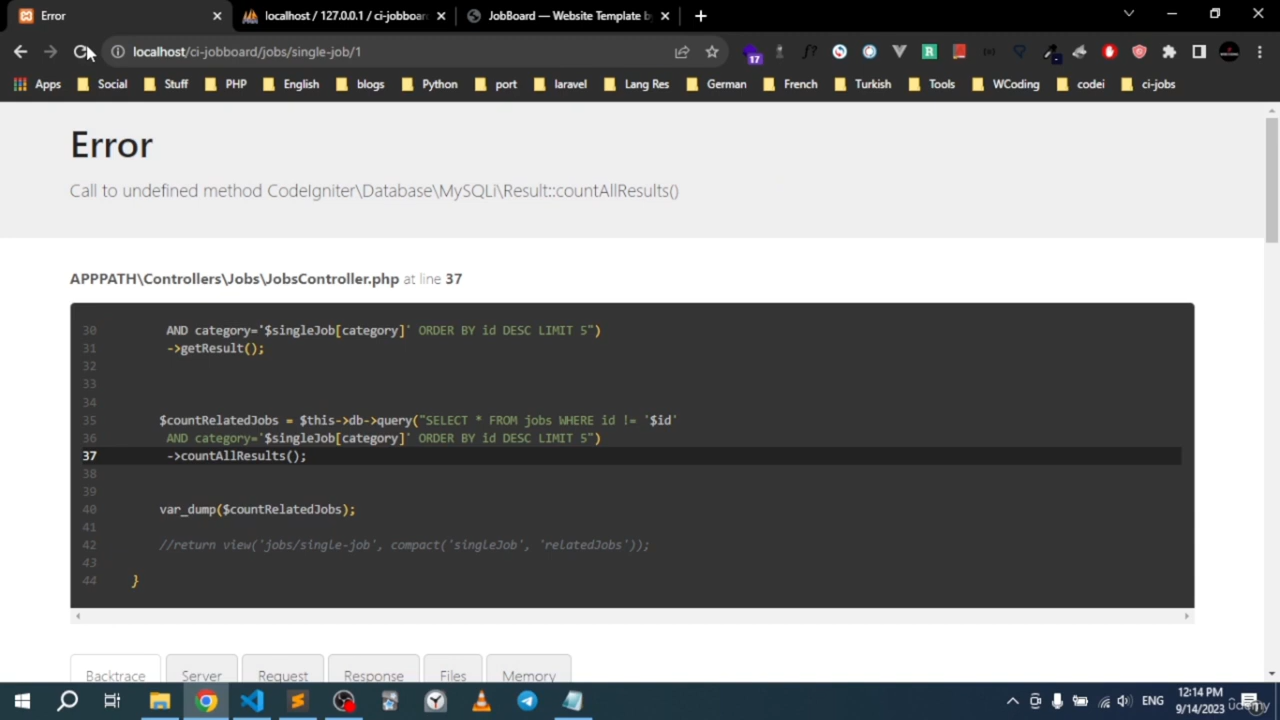 Error
localhost / 127.0.0.1 / ci-jobboard
JobBoard — Website Template by
localhost/ci-jobboard/jobs/single-job/1
17
Apps
Social
Stuff
PHP
English
blogs
Python
port
laravel
Lang Res
German
French
Turkish
Tools
WCoding
codei
ci-jobs
Error
Call to undefined method CodeIgniter\Database\MySQLi\Result::countAllResults()
APPPATH\Controllers\Jobs\JobsController.php at line 37
30 AND category='$singleJob[category]' ORDER BY id DESC LIMIT 5")
31 ->getResult();
32
33
34
35 $countRelatedJobs = $this->db->query("SELECT * FROM jobs WHERE id != '$id'
36 AND category='$singleJob[category]' ORDER BY id DESC LIMIT 5")
37 ->countAllResults();
38
39
40 var_dump($countRelatedJobs);
41
42 //return view('jobs/single-job', compact('singleJob', 'relatedJobs'));
43
44 }
Backtrace
Server
Request
Response
Files
Memory
ENG
12:14 PM
9/14/2023
udemy